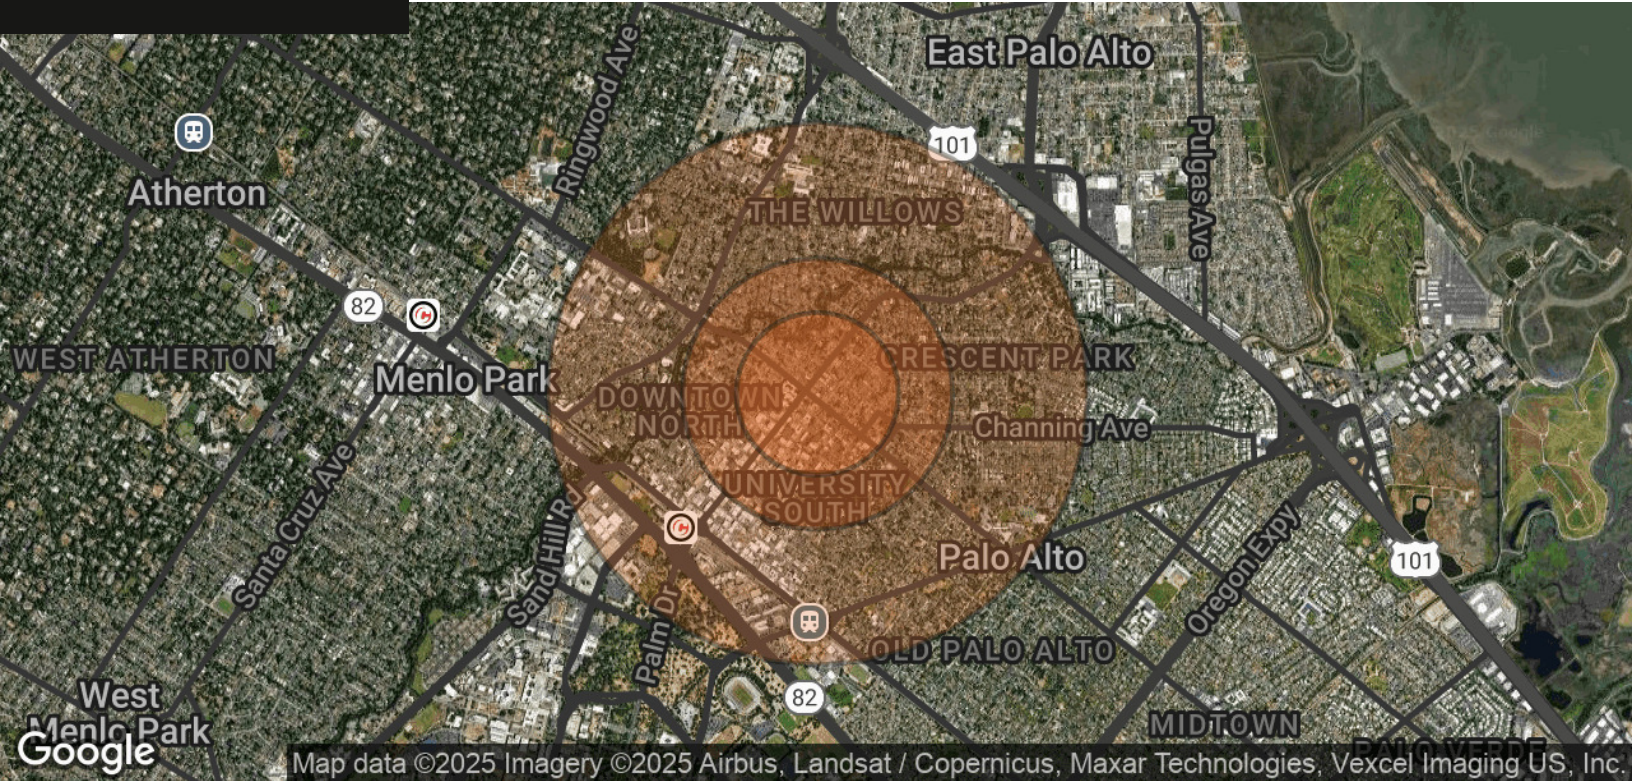 East Palo Alto
Ringwood Ave
101
Pulgas Ave
Atherton
THE WILLOWS
82
WEST ATHERTON
CRESCENT PARK
Menlo Park
DOWNTOWN
NORTH
Channing Ave
Santa Cruz Ave
UNIVERSITY
SOUTH
Sand Hill Rd
Palo Alto
Oregon Expy
101
Palm Dr
OLD PALO ALTO
82
West
Menlo Park
MIDTOWN
PALO VERDE
Google
Map data ©2025 Imagery ©2025 Airbus, Landsat / Copernicus, Maxar Technologies, Vexcel Imaging US, Inc.